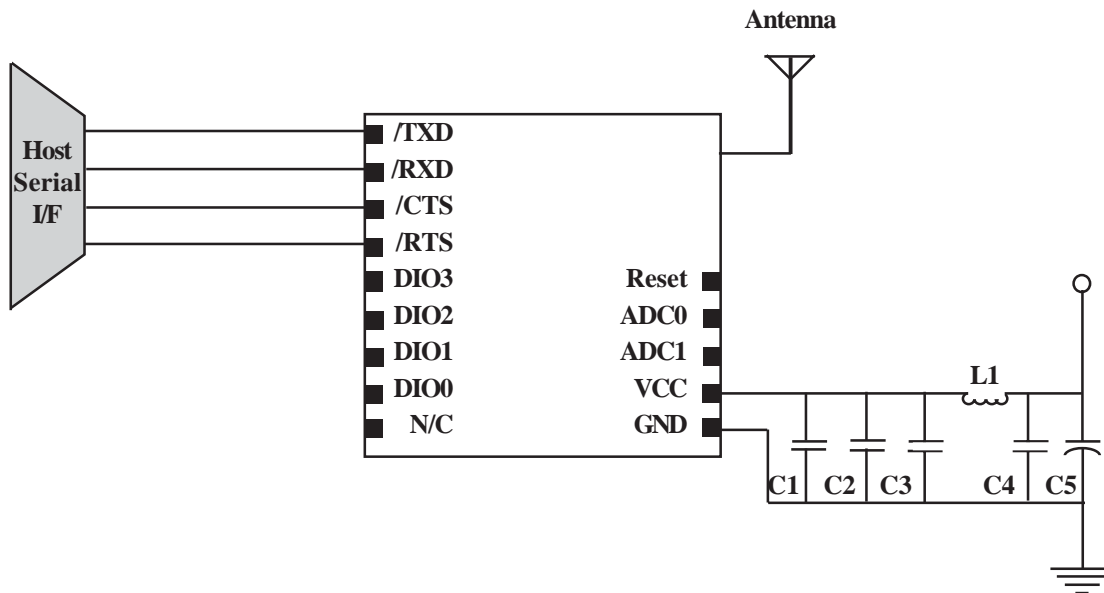 Antenna
Host
Serial
I/F
/TXD
/RXD
/CTS
/RTS
DIO3
DIO2
DIO1
DIO0
N/C
Reset
ADC0
ADC1
VCC
GND
L1
C1
C2
C3
C4
C5